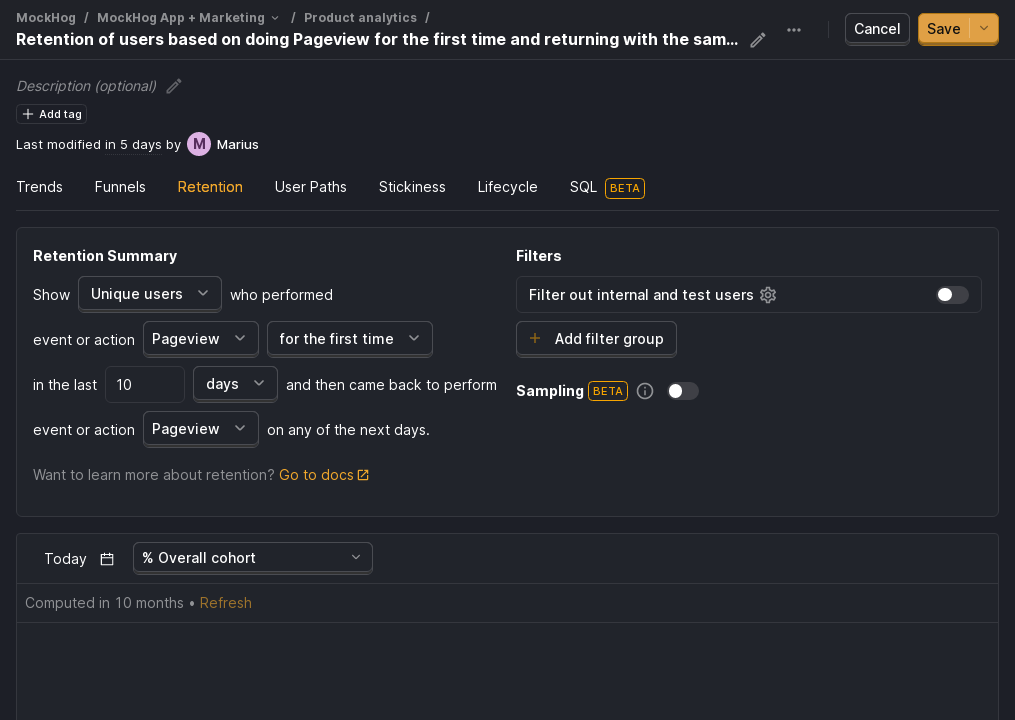 MockHog / MockHog App + Marketing / Product analytics /
Retention of users based on doing Pageview for the first time and returning with the sam...
Cancel
Save
Description (optional)
Add tag
Last modified in 5 days by M Marius
Trends Funnels Retention User Paths Stickiness Lifecycle SQL BETA
Retention Summary
Show Unique users who performed
event or action Pageview for the first time
in the last 10 days and then came back to perform
event or action Pageview on any of the next days.
Want to learn more about retention? Go to docs
Filters
Filter out internal and test users
Add filter group
Sampling BETA
Today % Overall cohort
Computed in 10 months • Refresh